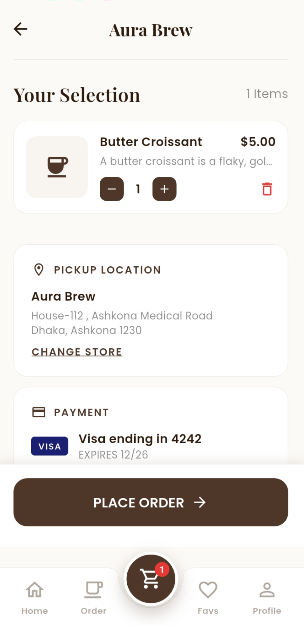 Aura Brew
Your Selection
1 Items
Butter Croissant
$5.00
A butter croissant is a flaky, gol...
1
PICKUP LOCATION
Aura Brew
House-112 , Ashkona Medical Road
Dhaka, Ashkona 1230
CHANGE STORE
PAYMENT
VISA
Visa ending in 4242
EXPIRES 12/26
PLACE ORDER
1
Home
Order
Favs
Profile